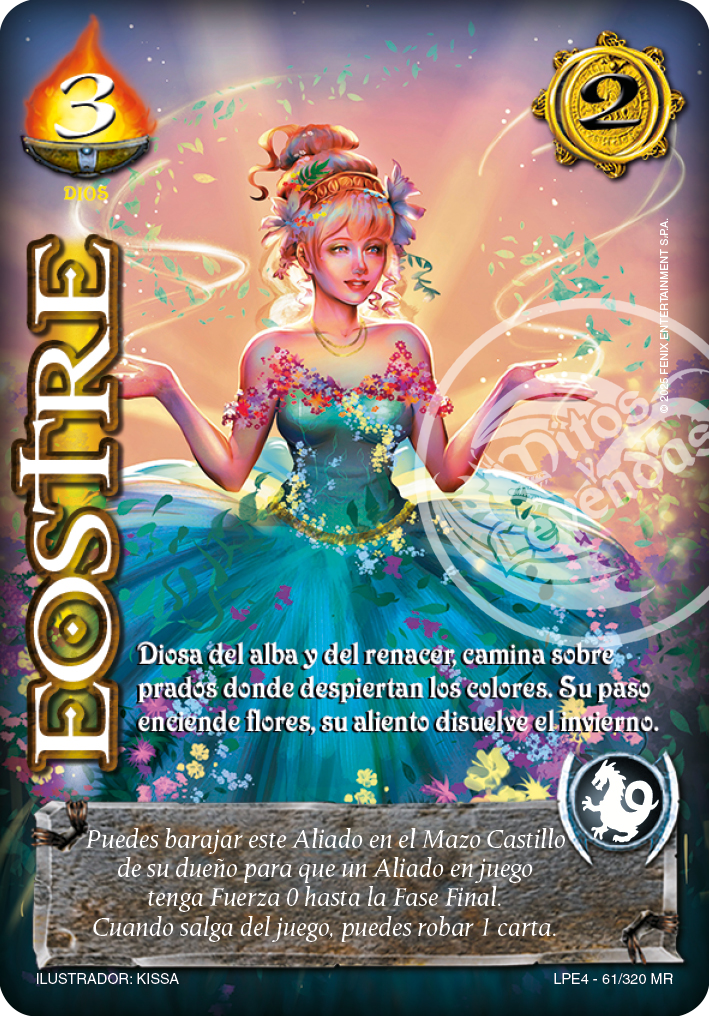 3
DIOS
2
EOSTRE
© 2025 FENIX ENTERTAINMENT S.P.A.
Mitos
y
Leyendas
Diosa del alba y del renacer, camina sobre
prados donde despiertan los colores. Su paso
enciende flores, su aliento disuelve el invierno.
Puedes barajar este Aliado en el Mazo Castillo
de su dueño para que un Aliado en juego
tenga Fuerza 0 hasta la Fase Final.
Cuando salga del juego, puedes robar 1 carta.
ILUSTRADOR: KISSA
LPE4 - 61/320 MR